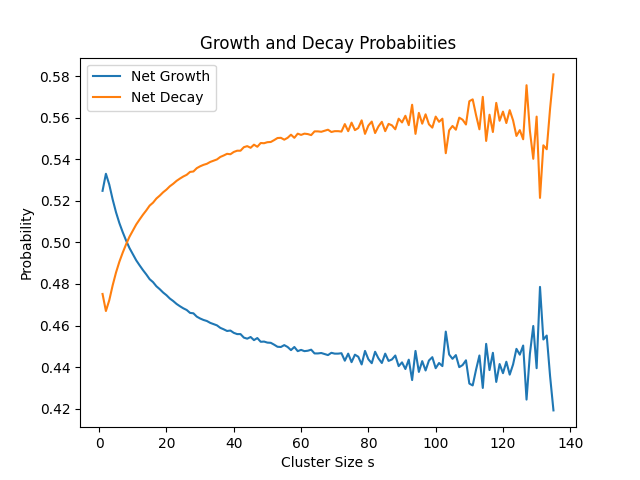 Growth and Decay Probabiities
Net Growth
Net Decay
Probability
0.58
0.56
0.54
0.52
0.50
0.48
0.46
0.44
0.42
0 20 40 60 80 100 120 140
Cluster Size s